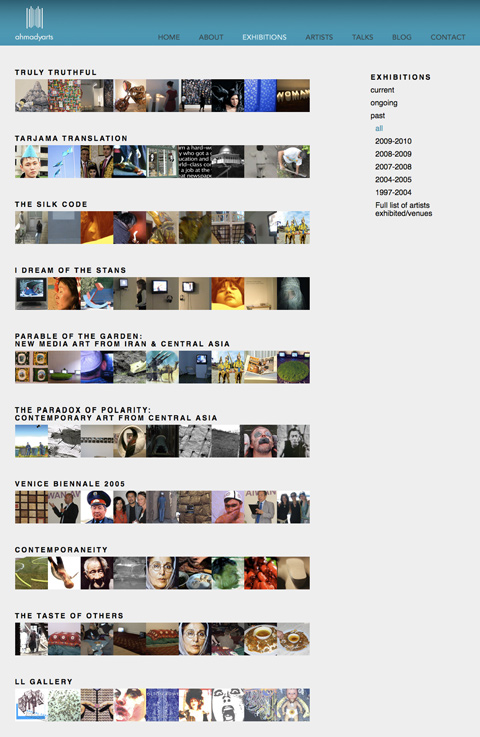 ahmadyarts
HOME ABOUT EXHIBITIONS ARTISTS TALKS BLOG CONTACT
TRULY TRUTHFUL
WOMAN
TARJAMA TRANSLATION
THE SILK CODE
I DREAM OF THE STANS
PARABLE OF THE GARDEN:
NEW MEDIA ART FROM IRAN & CENTRAL ASIA
THE PARADOX OF POLARITY:
CONTEMPORARY ART FROM CENTRAL ASIA
VENICE BIENNALE 2005
CONTEMPORANEITY
THE TASTE OF OTHERS
LL GALLERY
EXHIBITIONS
current
ongoing
past
all
2009-2010
2008-2009
2007-2008
2004-2005
1997-2004
Full list of artists
exhibited/venues